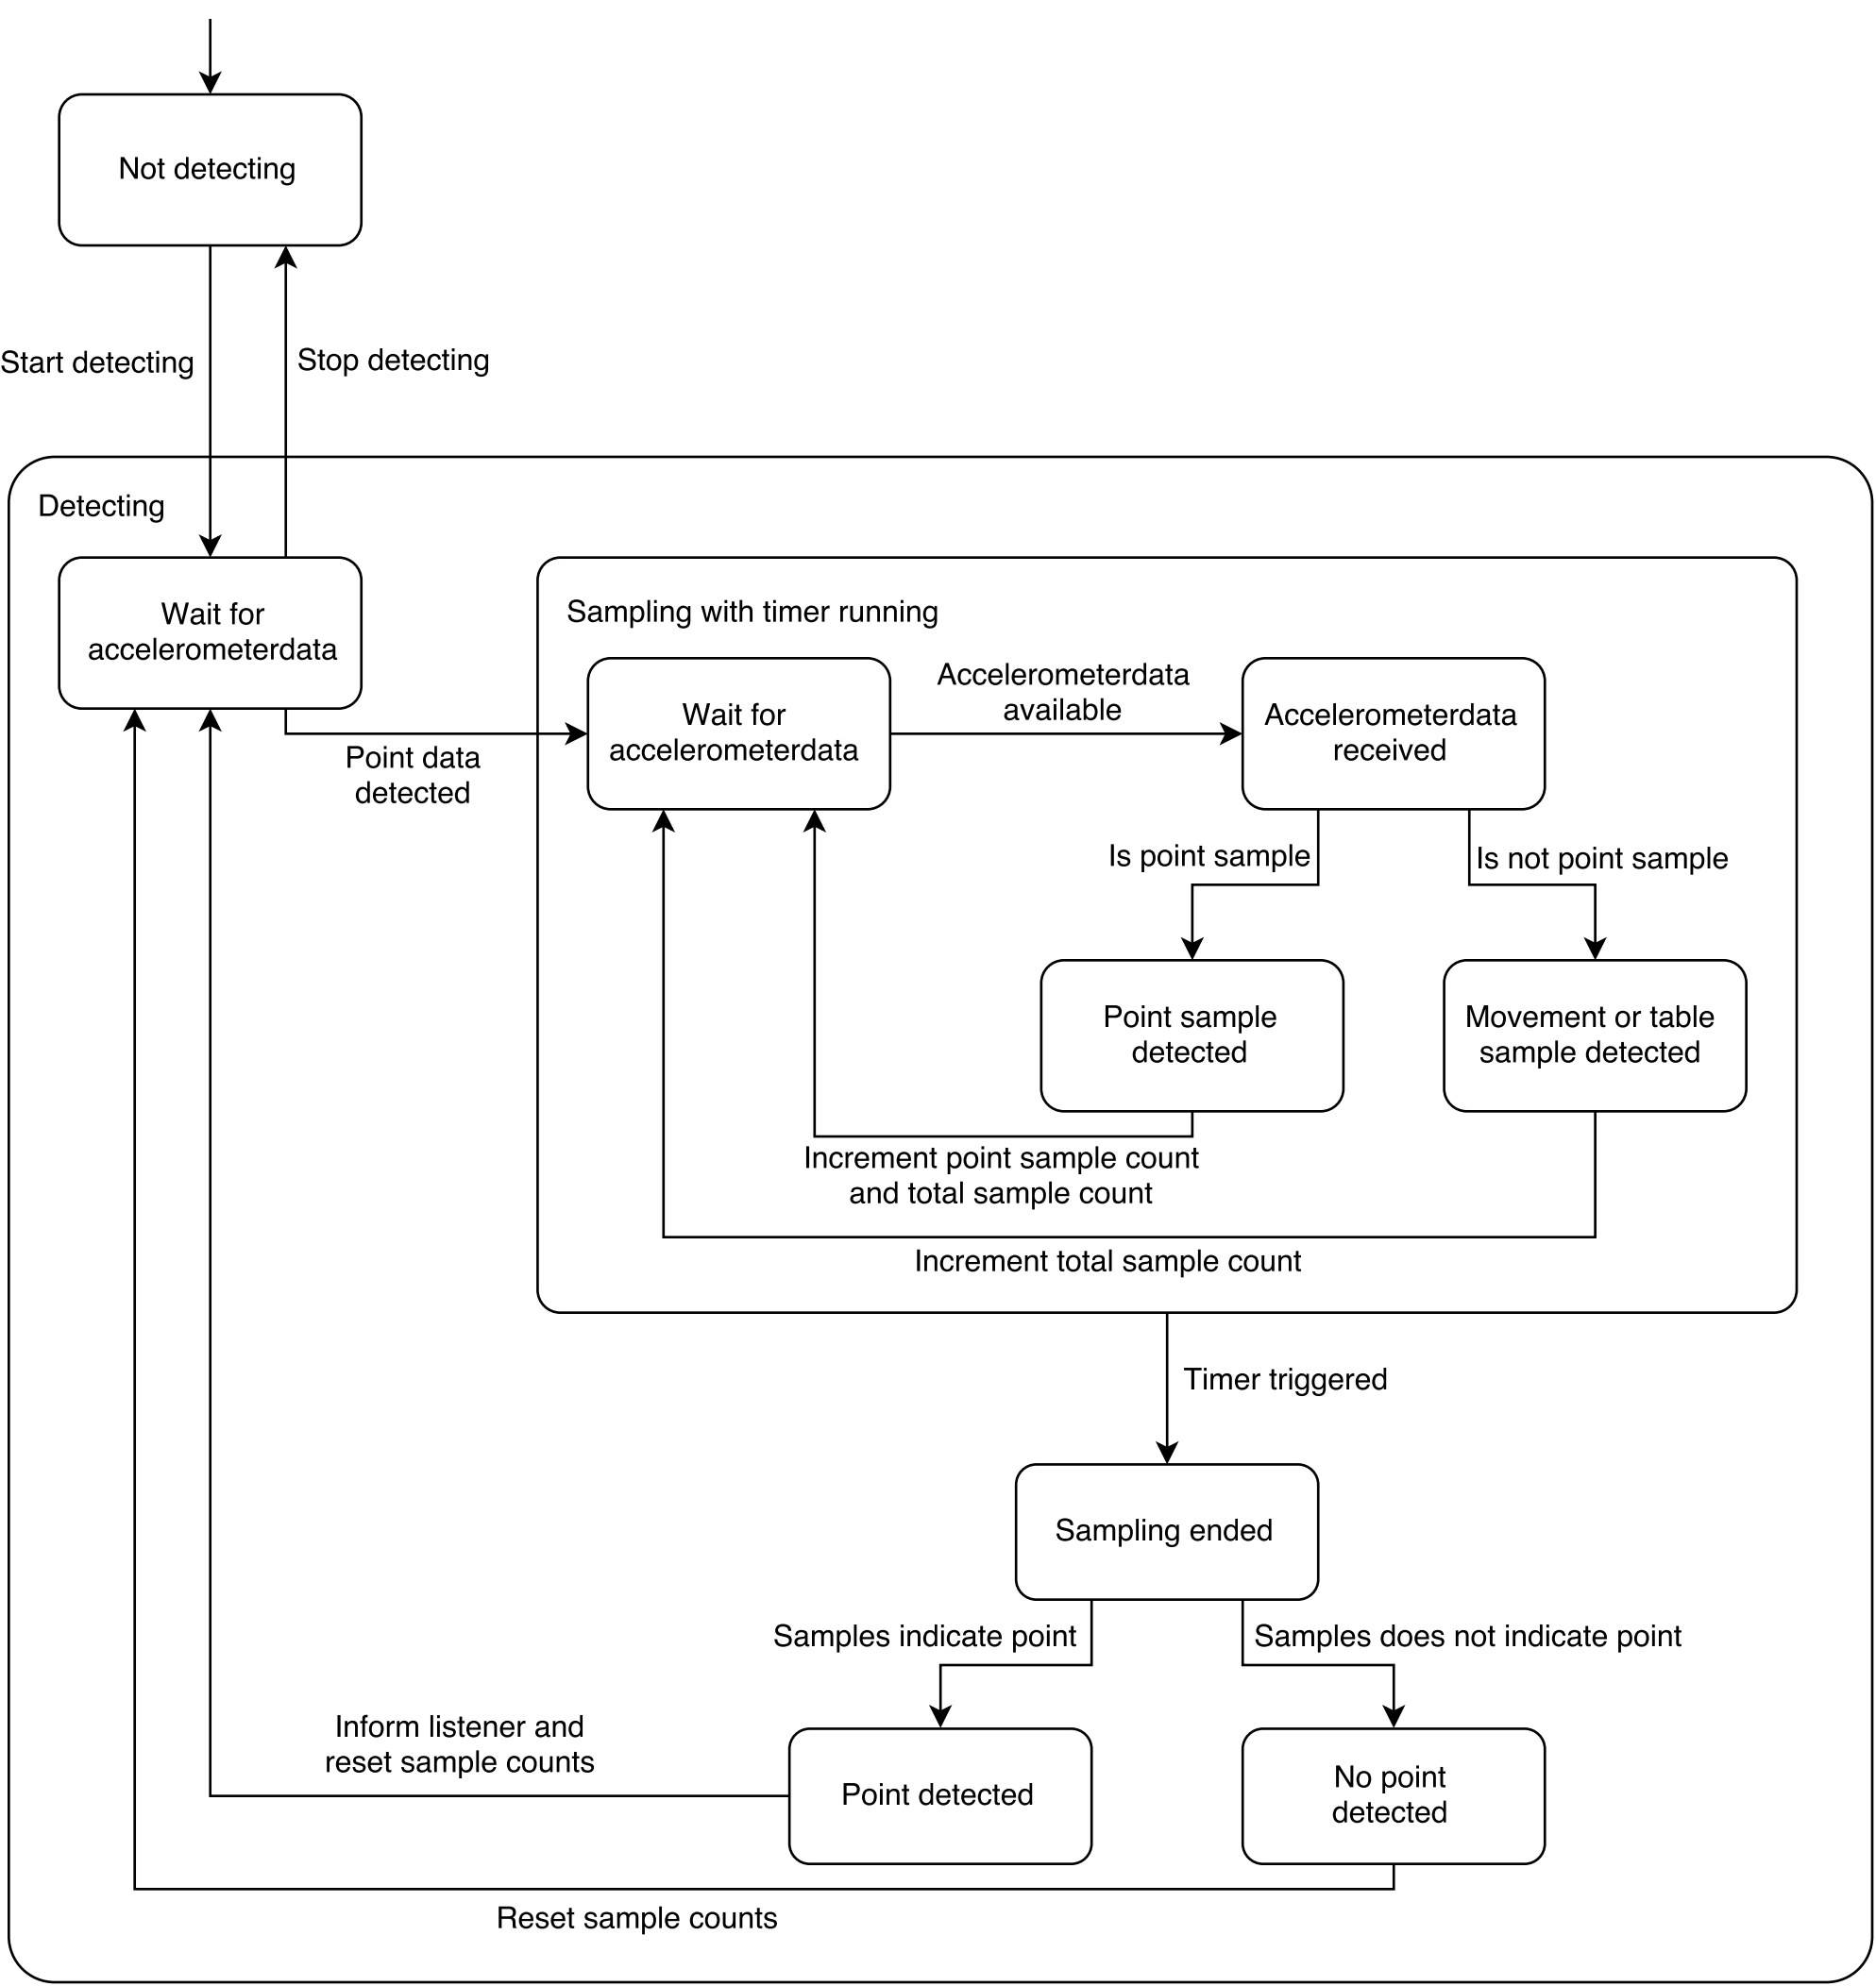 Not detecting
Start detecting
Stop detecting
Detecting
Wait for
accelerometerdata
Point data
detected
Sampling with timer running
Wait for
accelerometerdata
Accelerometerdata
available
Accelerometerdata
received
Is point sample
Is not point sample
Point sample
detected
Movement or table
sample detected
Increment point sample count
and total sample count
Increment total sample count
Timer triggered
Sampling ended
Samples indicate point
Samples does not indicate point
Inform listener and
reset sample counts
Point detected
No point
detected
Reset sample counts